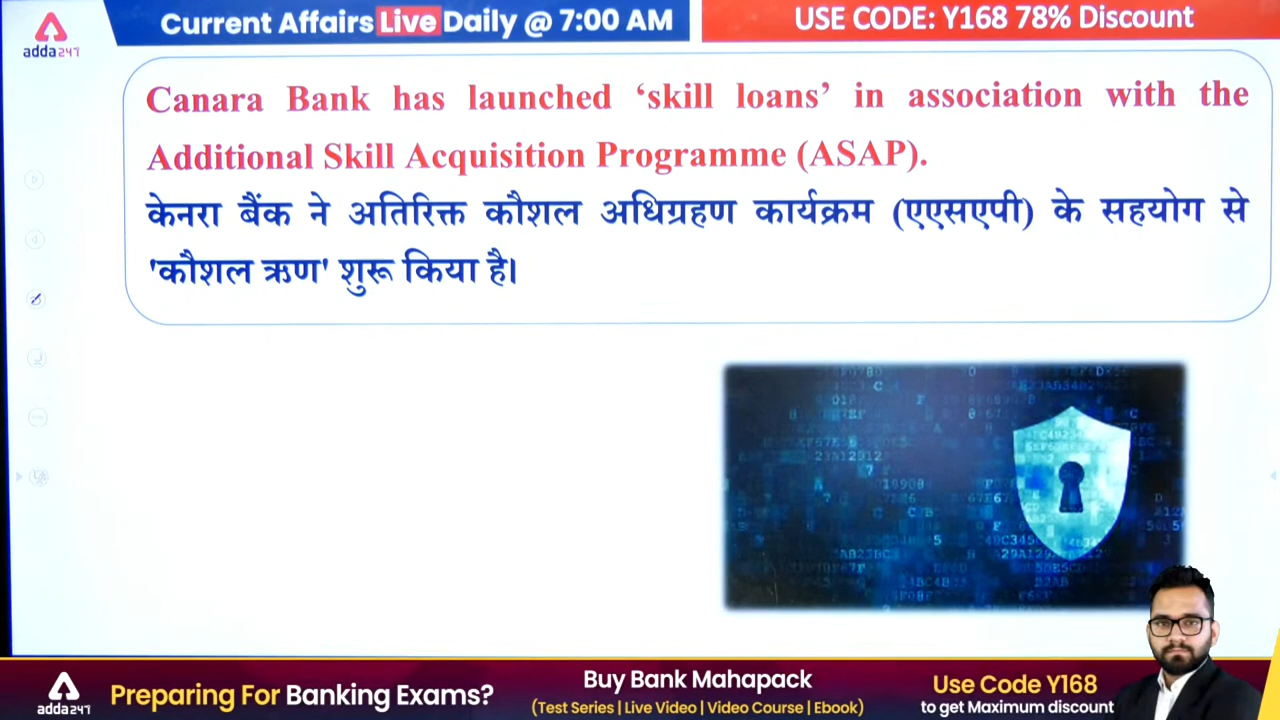 adda247
Current Affairs Live Daily @ 7:00 AM
USE CODE: Y168 78% Discount
Canara Bank has launched ‘skill loans’ in association with the
Additional Skill Acquisition Programme (ASAP).
केनरा बैंक ने अतिरिक्त कौशल अधिग्रहण कार्यक्रम (एएसएपी) के सहयोग से
'कौशल ऋण' शुरू किया है।
adda247
Preparing For Banking Exams?
Buy Bank Mahapack
(Test Series | Live Video | Video Course | Ebook)
Use Code Y168
to get Maximum discount